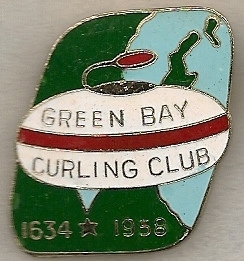 GREEN BAY
CURLING CLUB
1634 ★ 1958